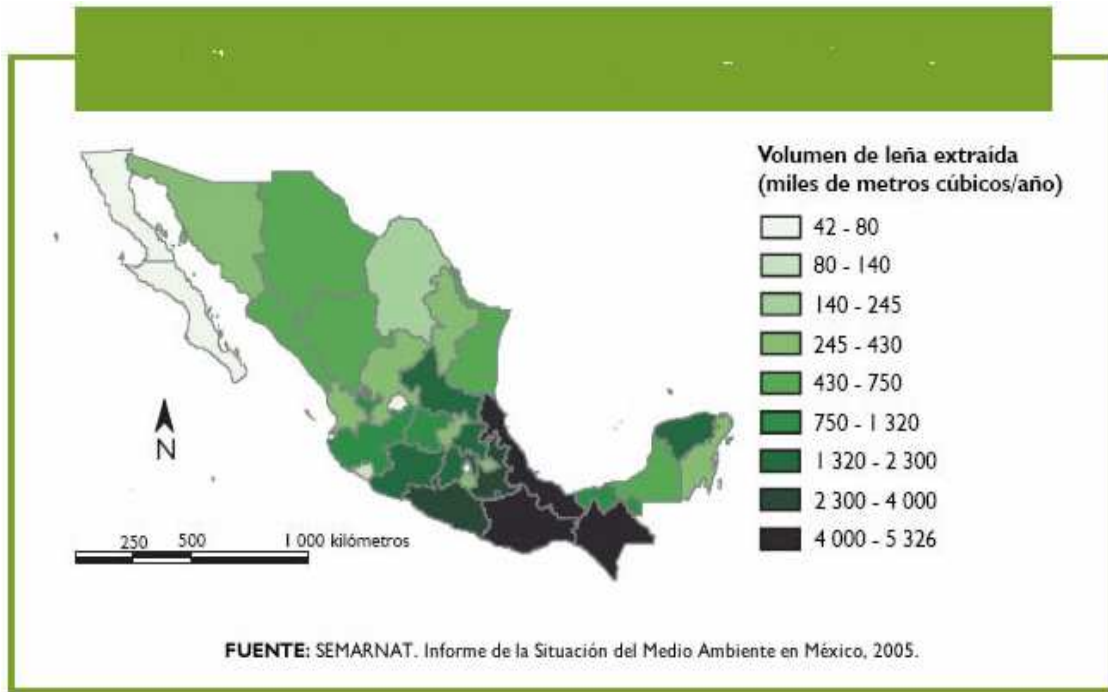 Volumen de leña extraída
(miles de metros cúbicos/año)
42 - 80
80 - 140
140 - 245
245 - 430
430 - 750
750 - 1 320
1 320 - 2 300
2 300 - 4 000
4 000 - 5 326
N
250 500 1 000 kilómetros
FUENTE: SEMARNAT. Informe de la Situación del Medio Ambiente en México, 2005.